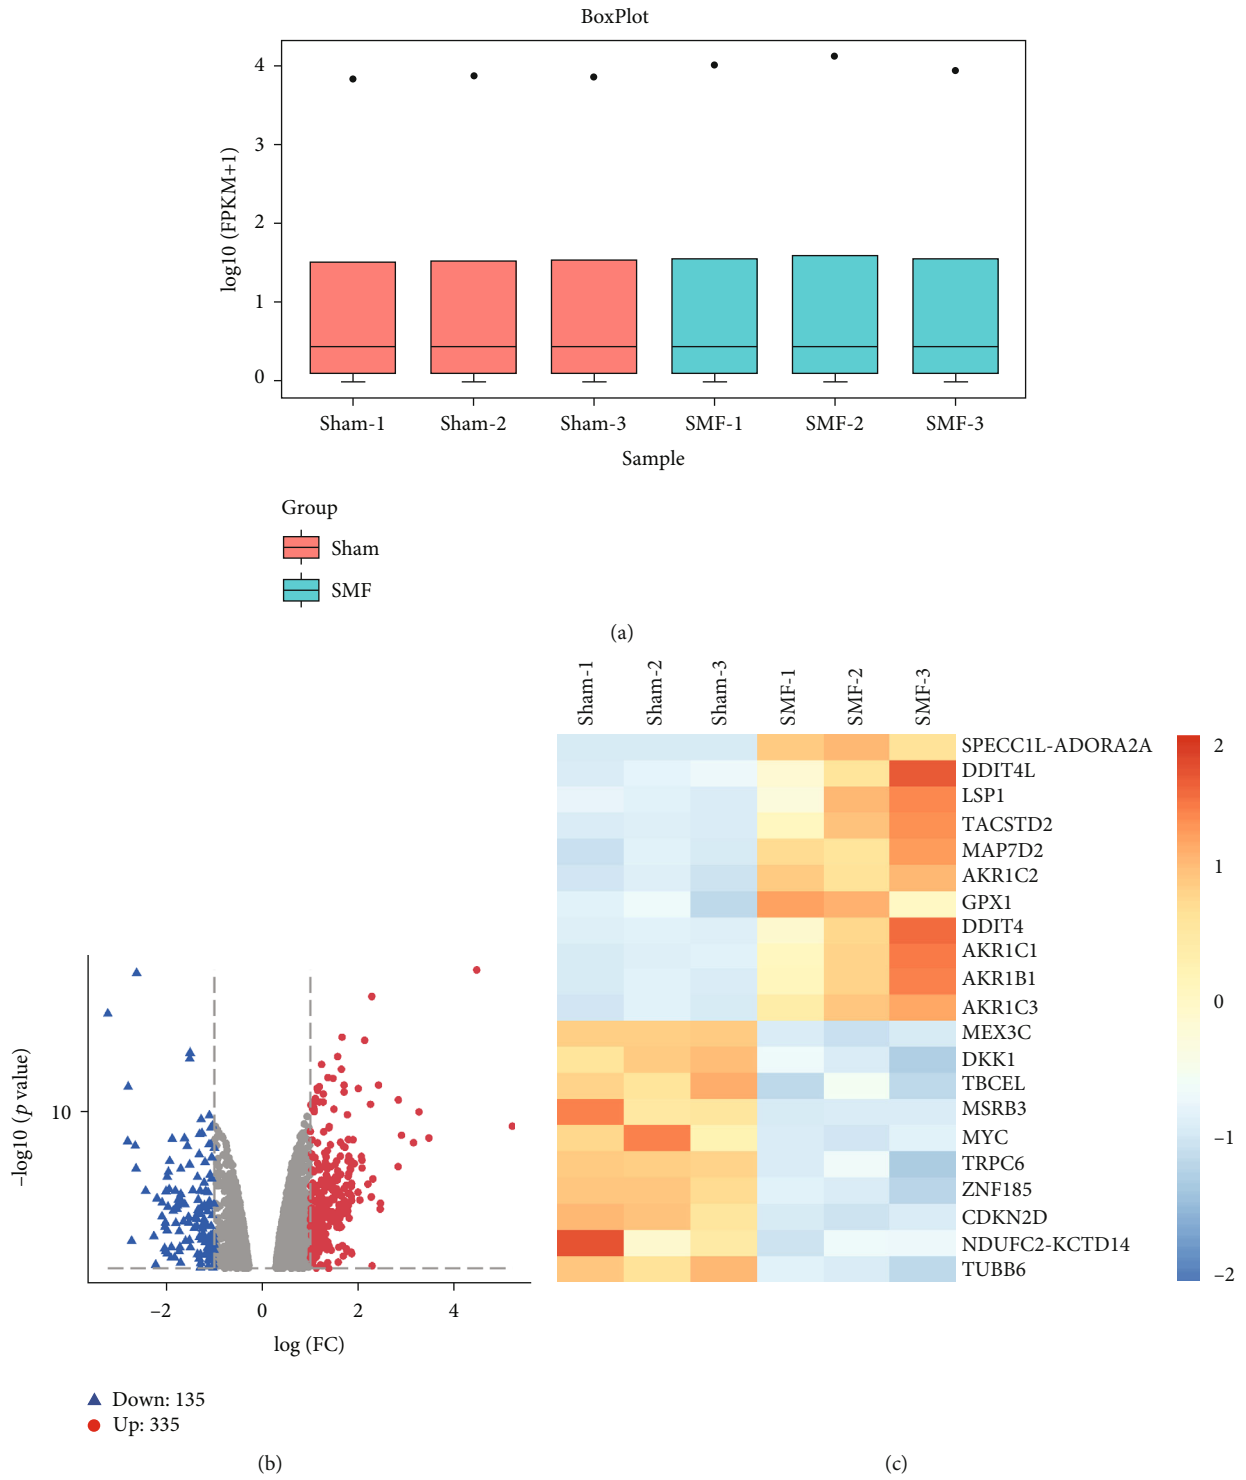 BoxPlot
log10 (FPKM+1)
4
3
2
1
0
Sham-1 Sham-2 Sham-3 SMF-1 SMF-2 SMF-3
Sample
Group
Sham
SMF
(a)
–log10 (p value)
10
–2 0 2 4
log (FC)
Down: 135
Up: 335
(b)
Sham-1 Sham-2 Sham-3 SMF-1 SMF-2 SMF-3
SPECC1L-ADORA2A
DDIT4L
LSP1
TACSTD2
MAP7D2
AKR1C2
GPX1
DDIT4
AKR1C1
AKR1B1
AKR1C3
MEX3C
DKK1
TBCEL
MSRB3
MYC
TRPC6
ZNF185
CDKN2D
NDUFC2-KCTD14
TUBB6
2
1
0
–1
–2
(c)